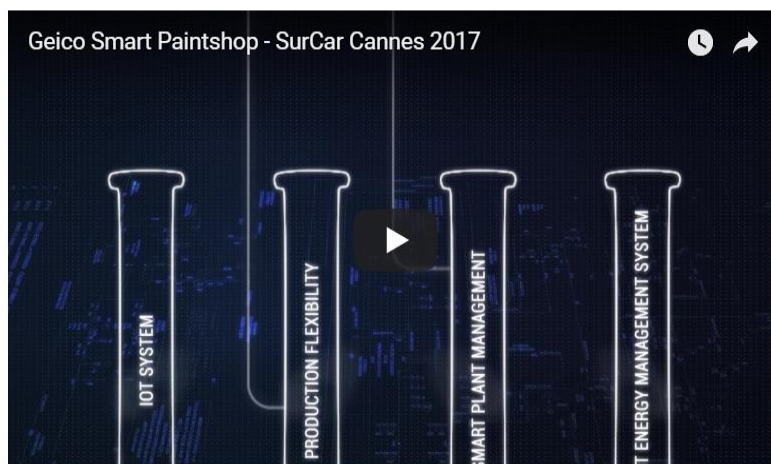 Geico Smart Paintshop - SurCar Cannes 2017
IOT SYSTEM
PRODUCTION FLEXIBILITY
SMART PLANT MANAGEMENT
T ENERGY MANAGEMENT SYSTEM